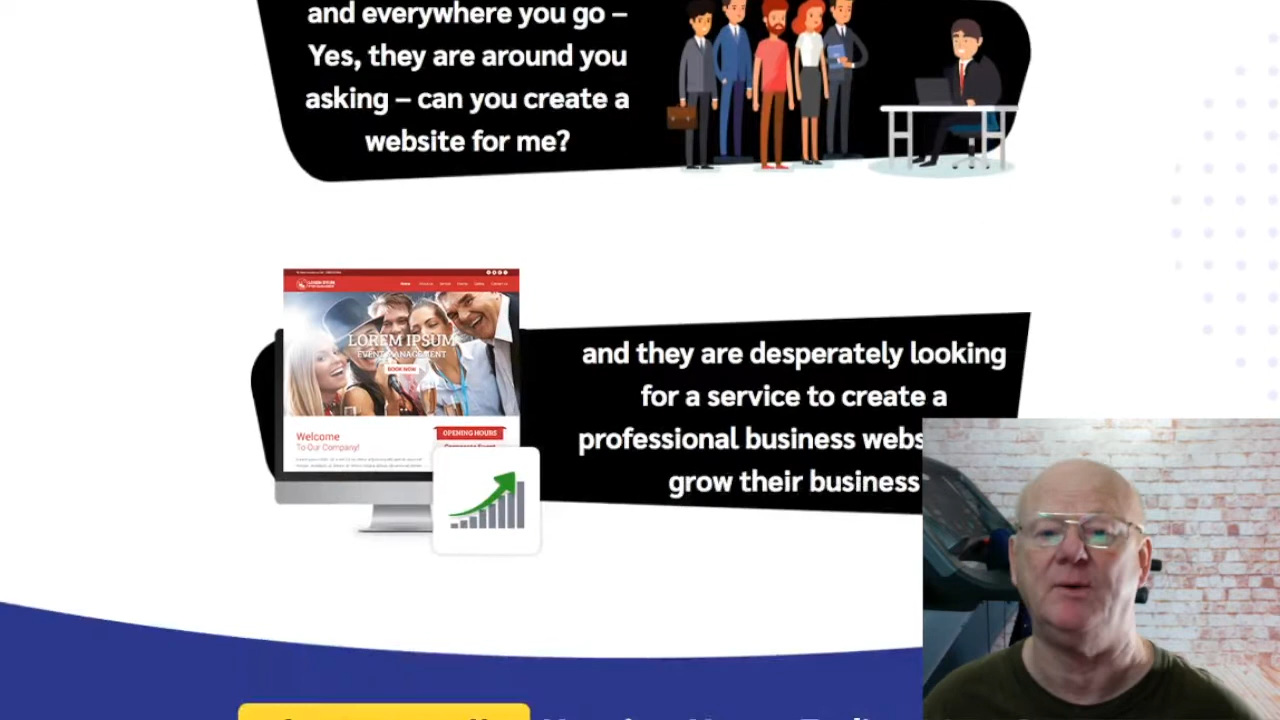 and everywhere you go –
Yes, they are around you
asking – can you create a
website for me?
LOREM IPSUM
EVENT MANAGEMENT
BOOK NOW
Welcome
To Our Company!
OPENING HOURS
and they are desperately looking
for a service to create a
professional business webs
grow their business